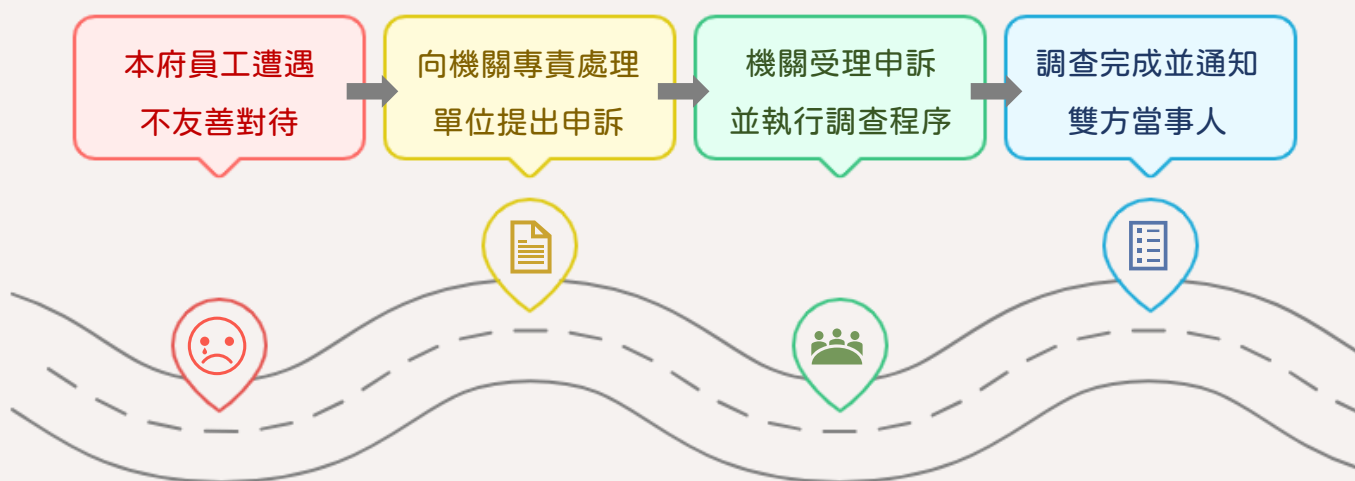 本府員工遭遇
不友善對待
向機關專責處理
單位提出申訴
機關受理申訴
並執行調查程序
調查完成並通知
雙方當事人